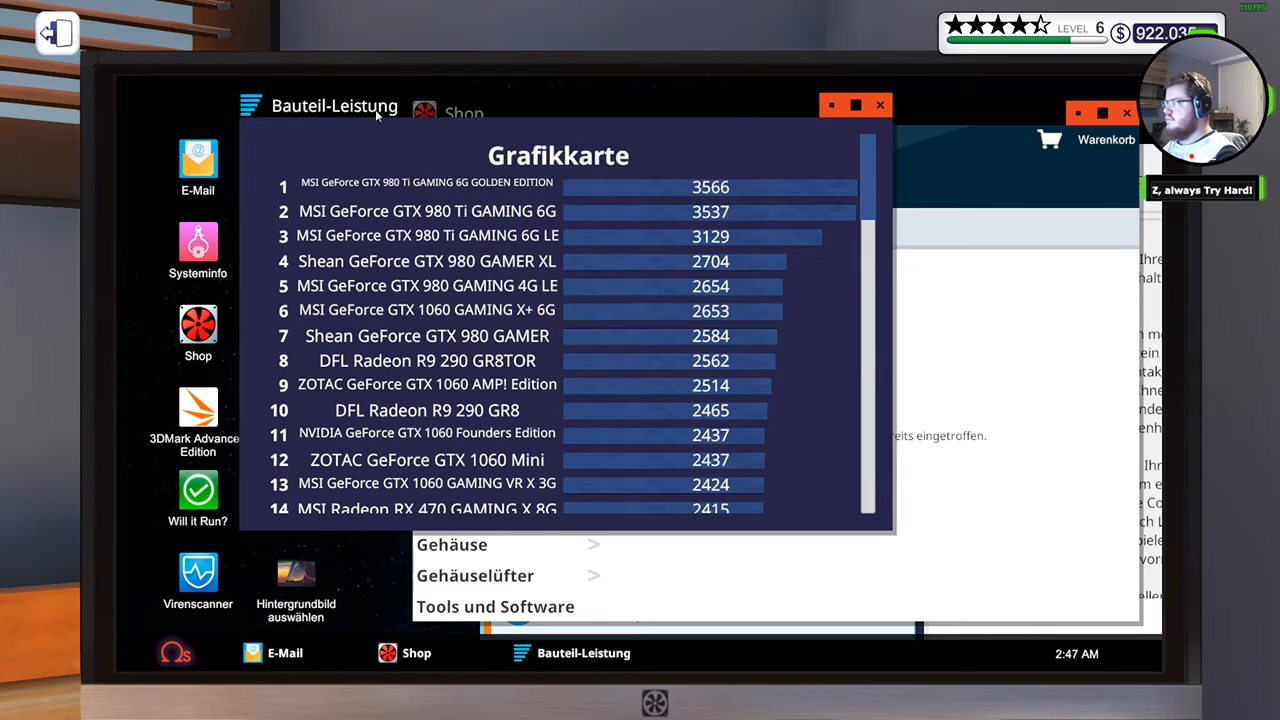 110 FPS
LEVEL 6
$ 922.035
Bauteil-Leistung
Shop
Warenkorb
Z, always Try Hard!
Grafikkarte
1 MSI GeForce GTX 980 Ti GAMING 6G GOLDEN EDITION 3566
2 MSI GeForce GTX 980 Ti GAMING 6G 3537
3 MSI GeForce GTX 980 Ti GAMING 6G LE 3129
4 Shean GeForce GTX 980 GAMER XL 2704
5 MSI GeForce GTX 980 GAMING 4G LE 2654
6 MSI GeForce GTX 1060 GAMING X+ 6G 2653
7 Shean GeForce GTX 980 GAMER 2584
8 DFL Radeon R9 290 GR8TOR 2562
9 ZOTAC GeForce GTX 1060 AMP! Edition 2514
10 DFL Radeon R9 290 GR8 2465
11 NVIDIA GeForce GTX 1060 Founders Edition 2437
12 ZOTAC GeForce GTX 1060 Mini 2437
13 MSI GeForce GTX 1060 GAMING VR X 3G 2424
14 MSI Radeon RX 470 GAMING X 8G 2415
E-Mail
Systeminfo
Shop
3DMark Advance
Edition
Will it Run?
Virenscanner
Hintergrundbild
auswählen
reits eingetroffen.
Gehäuse >
Gehäuselüfter >
Tools und Software
E-Mail
Shop
Bauteil-Leistung
2:47 AM